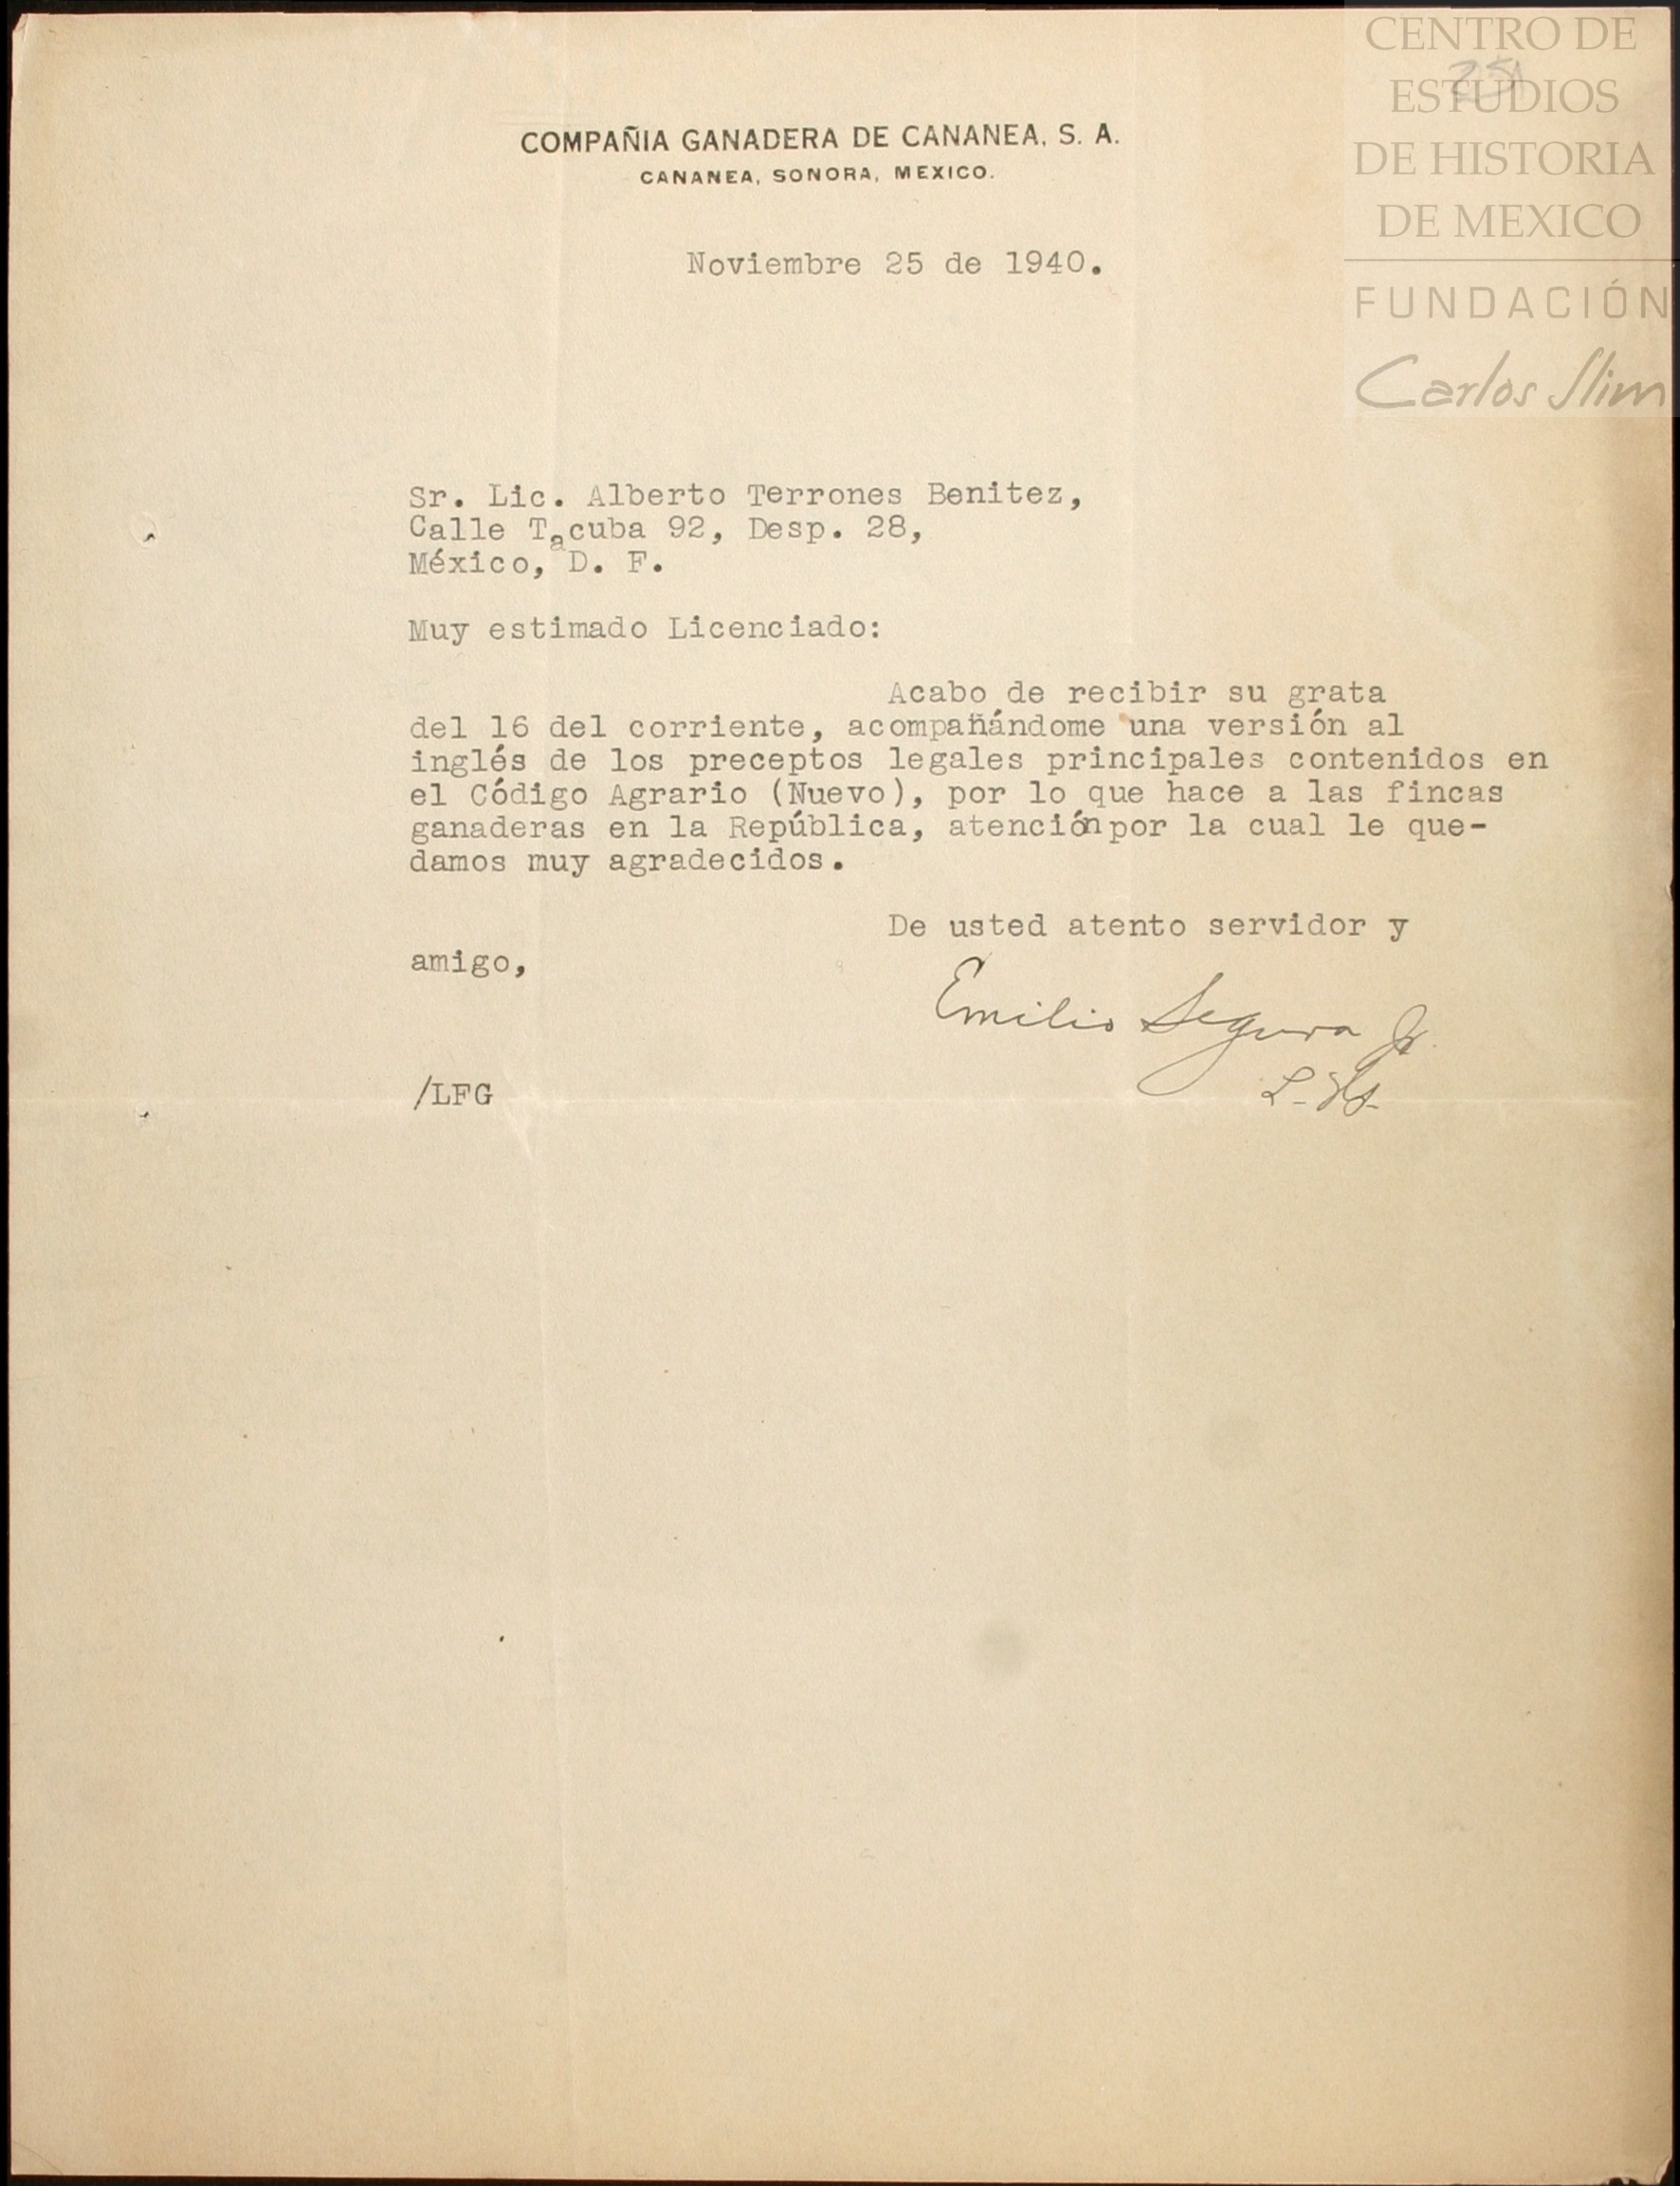 CENTRO DE
ESTUDIOS
DE HISTORIA
DE MEXICO
FUNDACIÓN
Carlos Slim
251
COMPAÑIA GANADERA DE CANANEA, S. A.
CANANEA, SONORA, MEXICO.
Noviembre 25 de 1940.
Sr. Lic. Alberto Terrones Benitez,
Calle Tacuba 92, Desp. 28,
México, D. F.
Muy estimado Licenciado:
Acabo de recibir su grata
del 16 del corriente, acompañándome una versión al
inglés de los preceptos legales principales contenidos en
el Código Agrario (Nuevo), por lo que hace a las fincas
ganaderas en la República, atención por la cual le que-
damos muy agradecidos.
De usted atento servidor y
amigo,
Emilio Segura Jr.
/LFG